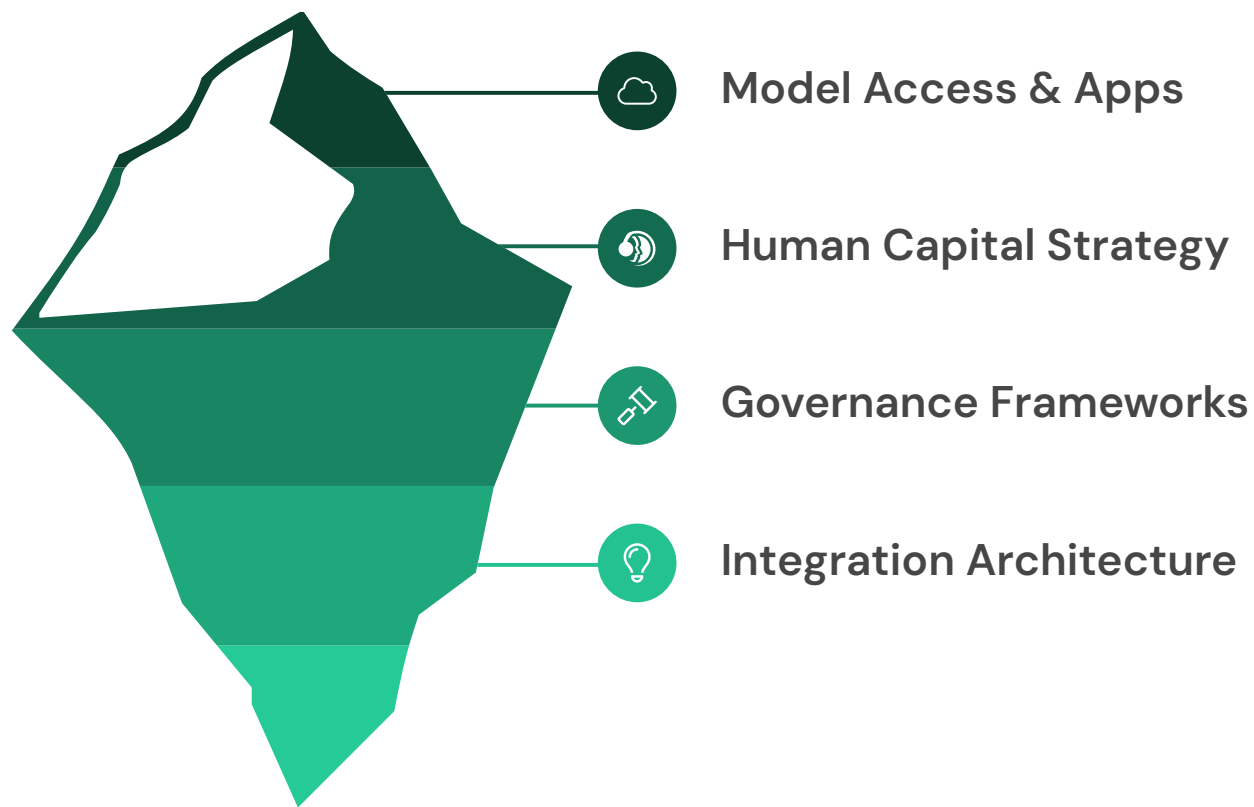 Model Access & Apps
Human Capital Strategy
Governance Frameworks
Integration Architecture